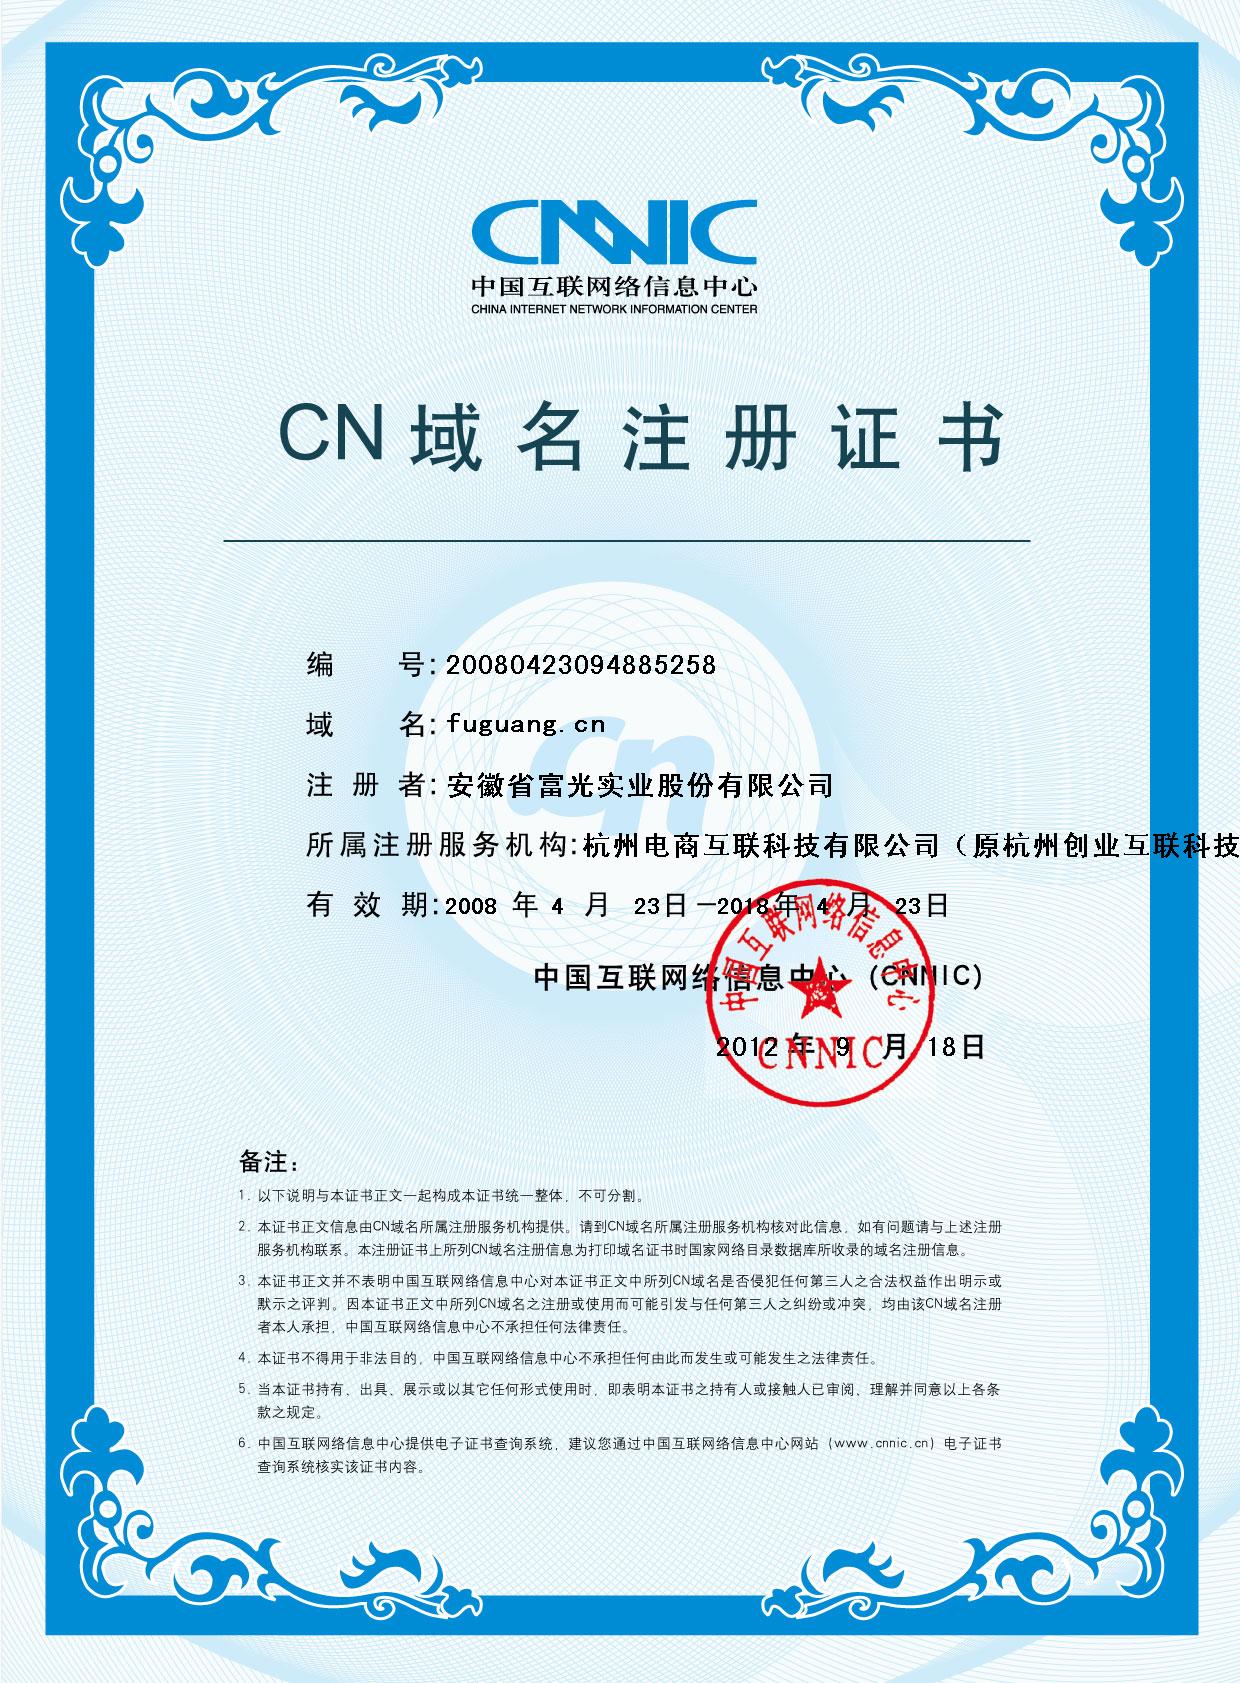 CNNIC
中国互联网络信息中心
CHINA INTERNET NETWORK INFORMATION CENTER
CN域名注册证书
编 号: 20080423094885258
域 名: fuguang.cn
注 册 者: 安徽省富光实业股份有限公司
所属注册服务机构: 杭州电商互联科技有限公司（原杭州创业互联科技
有 效 期: 2008 年 4 月 23日 —2018年 4 月 23日
中国互联网络信息中心 (CNNIC)
2012 年 9 月 18日
中国互联网络信息中心
CNNIC
备注：
1. 以下说明与本证书正文一起构成本证书统一整体，不可分割。
2. 本证书正文信息由CN域名所属注册服务机构提供。请到CN域名所属注册服务机构核对此信息，如有问题请与上述注册
服务机构联系。本注册证书上所列CN域名注册信息为打印域名证书时国家网络目录数据库所收录的域名注册信息。
3. 本证书正文并不表明中国互联网络信息中心对本证书正文中所列CN域名是否侵犯任何第三人之合法权益作出明示或
默示之评判。因本证书正文中所列CN域名之注册或使用而可能引发与任何第三人之纠纷或冲突，均由该CN域名注册
者本人承担，中国互联网络信息中心不承担任何法律责任。
4. 本证书不得用于非法目的，中国互联网络信息中心不承担任何由此而发生或可能发生之法律责任。
5. 当本证书持有、出具、展示或以其它任何形式使用时，即表明本证书之持有人或接触人已审阅、理解并同意以上各条
款之规定。
6. 中国互联网络信息中心提供电子证书查询系统，建议您通过中国互联网络信息中心网站（www.cnnic.cn）电子证书
查询系统核实该证书内容。